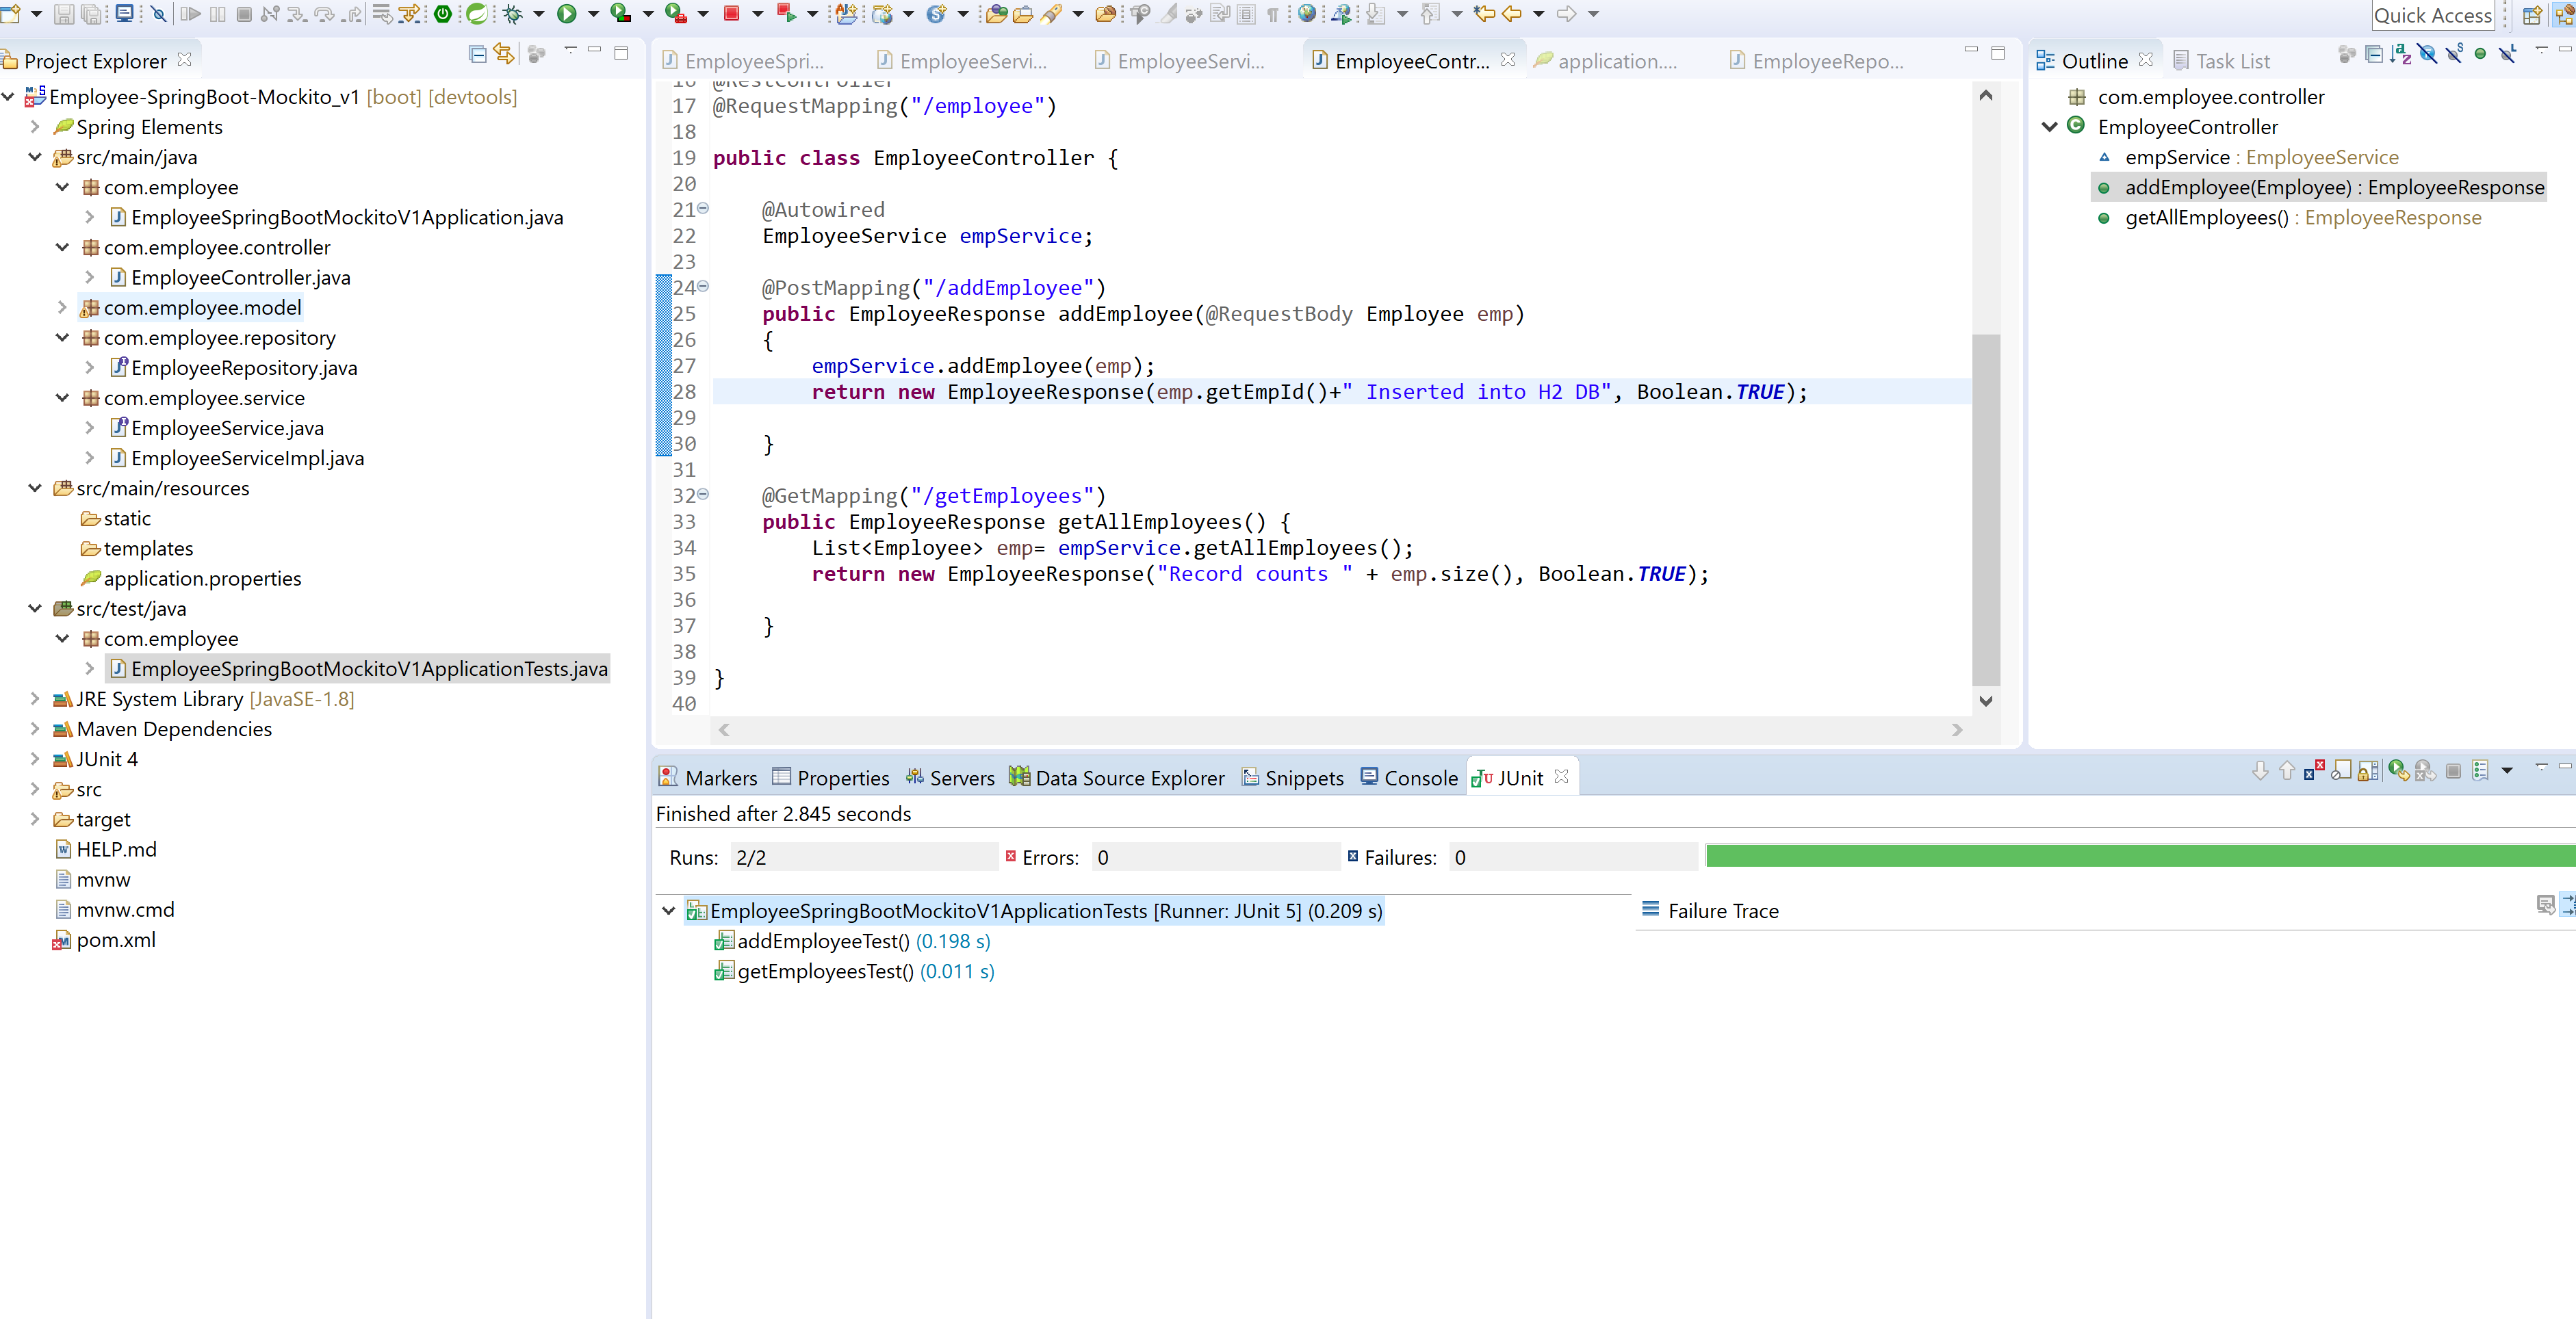 Quick Access
Project Explorer
Employee-SpringBoot-Mockito_v1 [boot] [devtools]
Spring Elements
src/main/java
com.employee
EmployeeSpringBootMockitoV1Application.java
com.employee.controller
EmployeeController.java
com.employee.model
com.employee.repository
EmployeeRepository.java
com.employee.service
EmployeeService.java
EmployeeServiceImpl.java
src/main/resources
static
templates
application.properties
src/test/java
com.employee
EmployeeSpringBootMockitoV1ApplicationTests.java
JRE System Library [JavaSE-1.8]
Maven Dependencies
JUnit 4
src
target
HELP.md
mvnw
mvnw.cmd
pom.xml
EmployeeSpri...
EmployeeServi...
EmployeeServi...
EmployeeContr...
application....
EmployeeRepo...
16 @RestController
17 @RequestMapping("/employee")
18
19 public class EmployeeController {
20
21 @Autowired
22 EmployeeService empService;
23
24 @PostMapping("/addEmployee")
25 public EmployeeResponse addEmployee(@RequestBody Employee emp)
26 {
27 empService.addEmployee(emp);
28 return new EmployeeResponse(emp.getEmpId()+" Inserted into H2 DB", Boolean.TRUE);
29
30 }
31
32 @GetMapping("/getEmployees")
33 public EmployeeResponse getAllEmployees() {
34 List<Employee> emp= empService.getAllEmployees();
35 return new EmployeeResponse("Record counts " + emp.size(), Boolean.TRUE);
36
37 }
38
39 }
40
Outline
Task List
com.employee.controller
EmployeeController
empService : EmployeeService
addEmployee(Employee) : EmployeeResponse
getAllEmployees() : EmployeeResponse
Markers
Properties
Servers
Data Source Explorer
Snippets
Console
JUnit
Finished after 2.845 seconds
Runs: 2/2
Errors: 0
Failures: 0
EmployeeSpringBootMockitoV1ApplicationTests [Runner: JUnit 5] (0.209 s)
addEmployeeTest() (0.198 s)
getEmployeesTest() (0.011 s)
Failure Trace